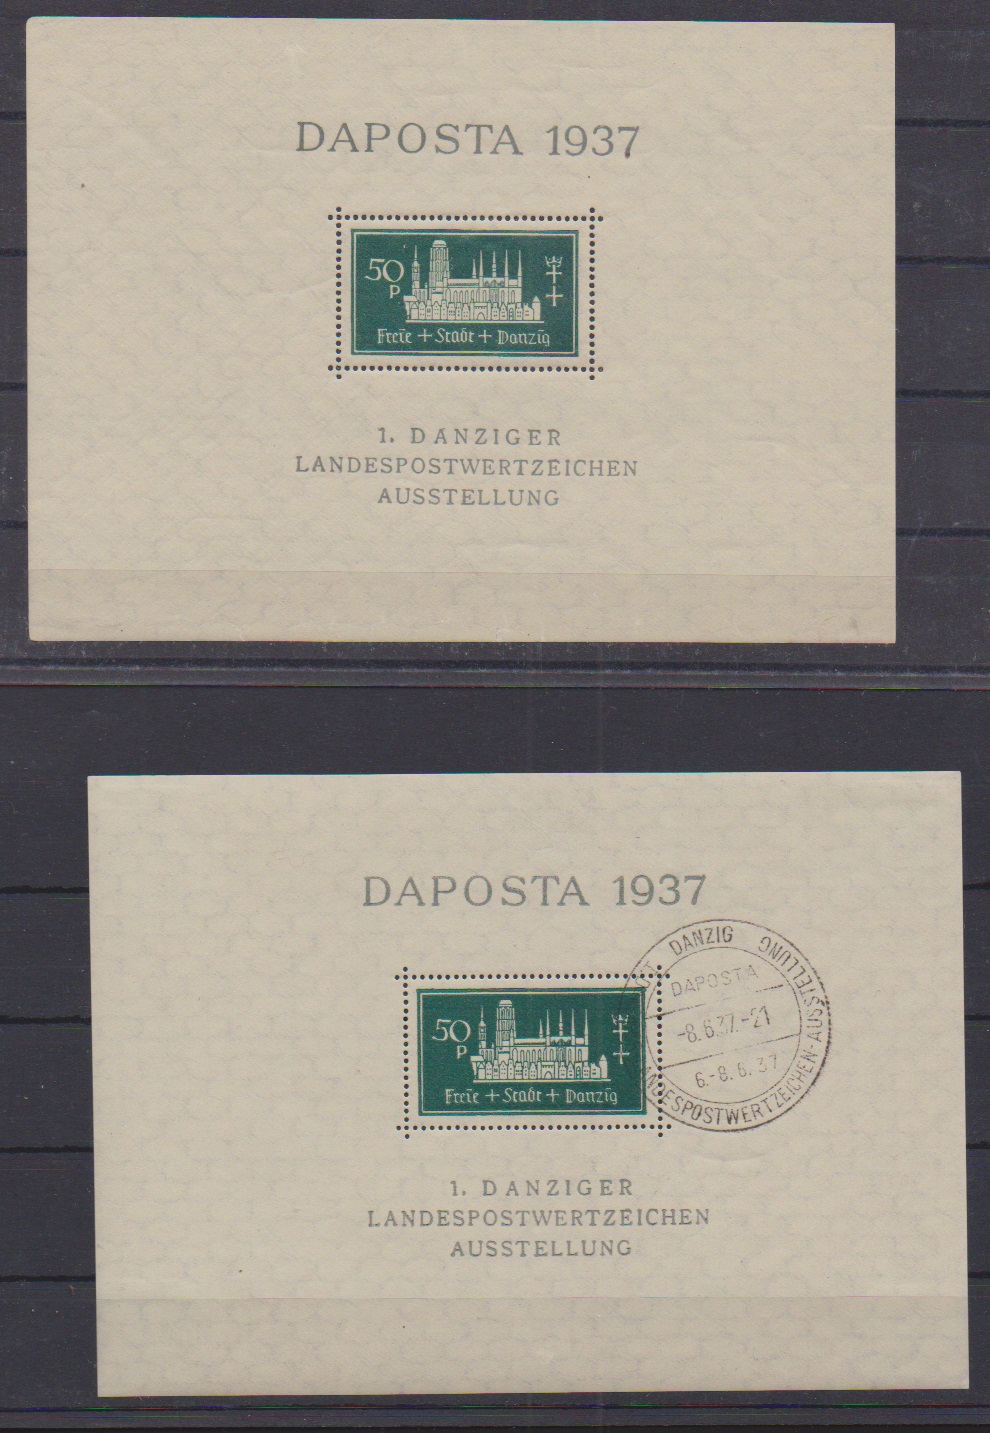 DAPOSTA 1937
50
P
Freie + Stadt + Danzig
1. DANZIGER
LANDESPOSTWERTZEICHEN
AUSSTELLUNG
DAPOSTA 1937
DANZIG AUSSTELLUNG
DAPOSTA
-8.6.37.-21
6.-8.6.37
LANDESPOSTWERTZEICHEN-AUSSTELLUNG
50
P
Freie + Stadt + Danzig
1. DANZIGER
LANDESPOSTWERTZEICHEN
AUSSTELLUNG